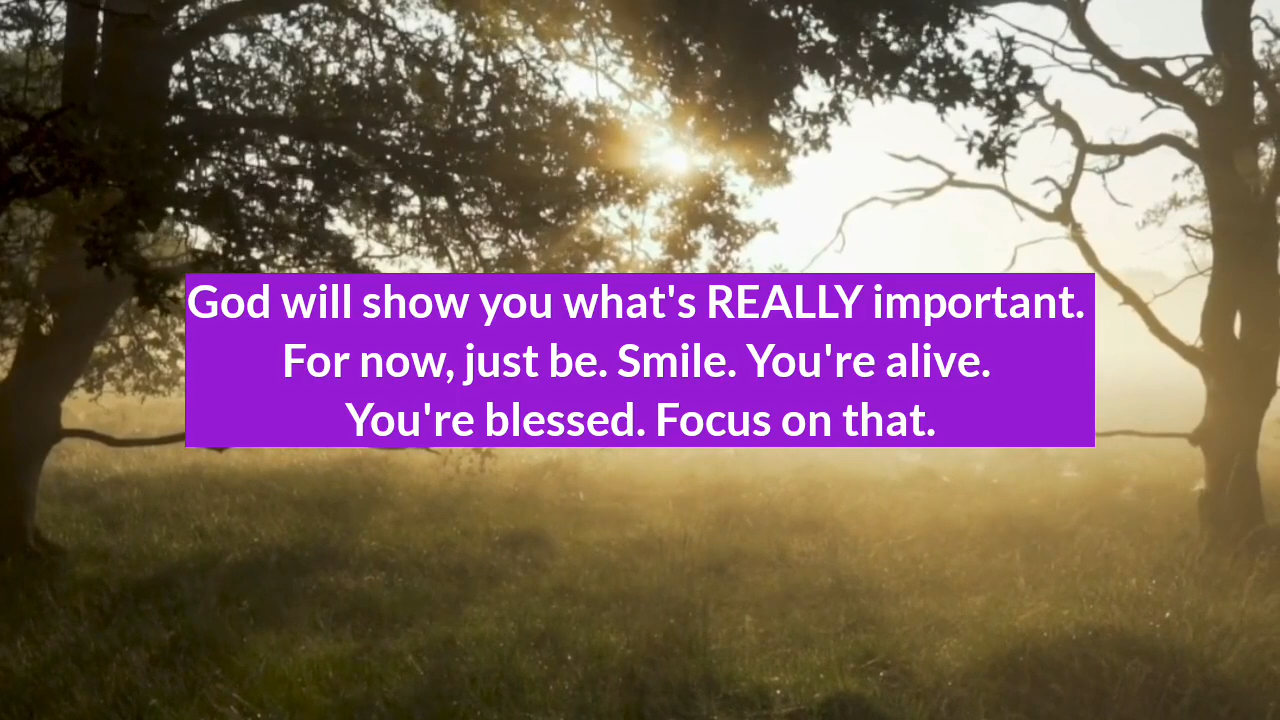 God will show you what's REALLY important.
For now, just be. Smile. You're alive.
You're blessed. Focus on that.